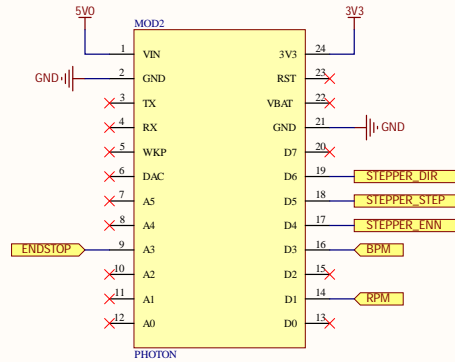 5V0 3V3
MOD2
1 VIN 3V3 24
GND 2 GND RST 23
3 TX VBAT 22
4 RX GND 21 GND
5 WKP D7 20
6 DAC D6 19 STEPPER_DIR
7 A5 D5 18 STEPPER_STEP
8 A4 D4 17 STEPPER_ENN
ENDSTOP 9 A3 D3 16 BPM
10 A2 D2 15
11 A1 D1 14 RPM
12 A0 D0 13
PHOTON